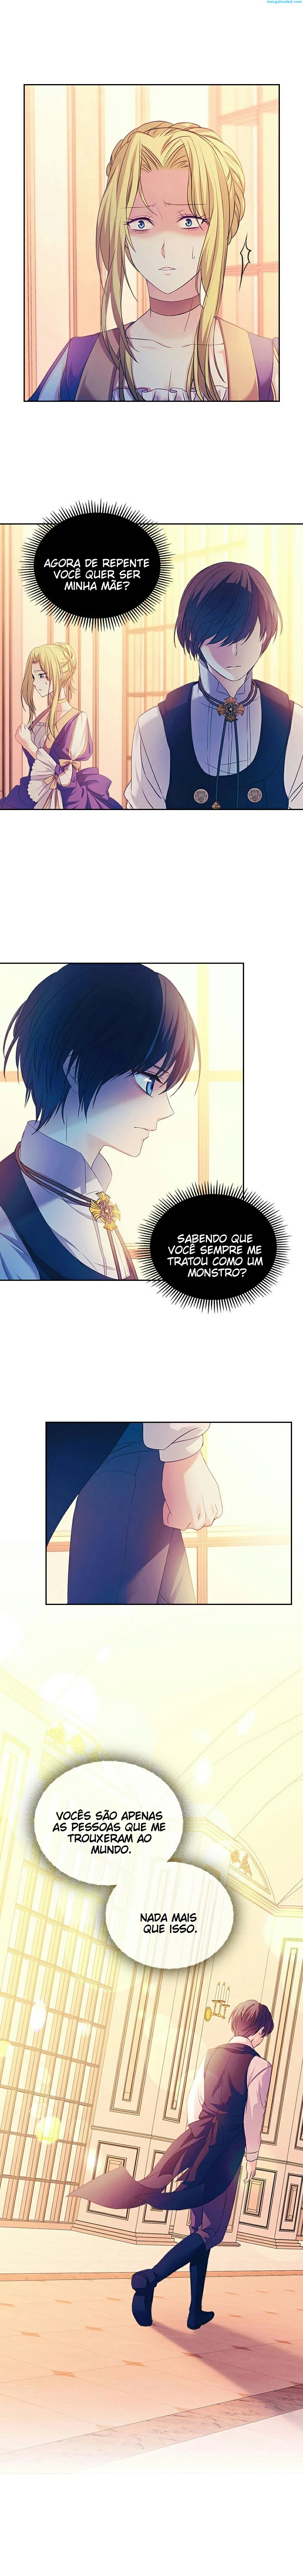 AGORA DE REPENTE
VOCÊ QUER SER
MINHA MÃE?
SABENDO QUE
VOCÊ SEMPRE ME
TRATOU COMO UM
MONSTRO?
VOCÊS SÃO APENAS
AS PESSOAS QUE ME
TROUXERAM AO
MUNDO.
NADA MAIS
QUE ISSO.